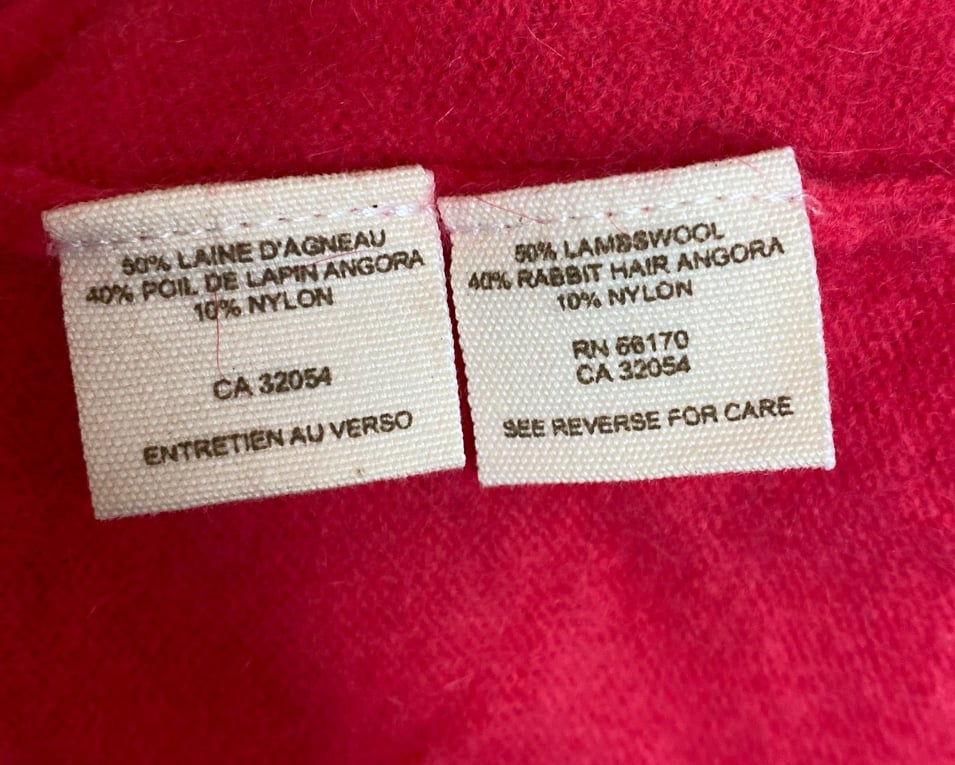 50% LAINE D'AGNEAU
40% POIL DE LAPIN ANGORA
10% NYLON
CA 32054
ENTRETIEN AU VERSO
50% LAMBSWOOL
40% RABBIT HAIR ANGORA
10% NYLON
RN 66170
CA 32054
SEE REVERSE FOR CARE